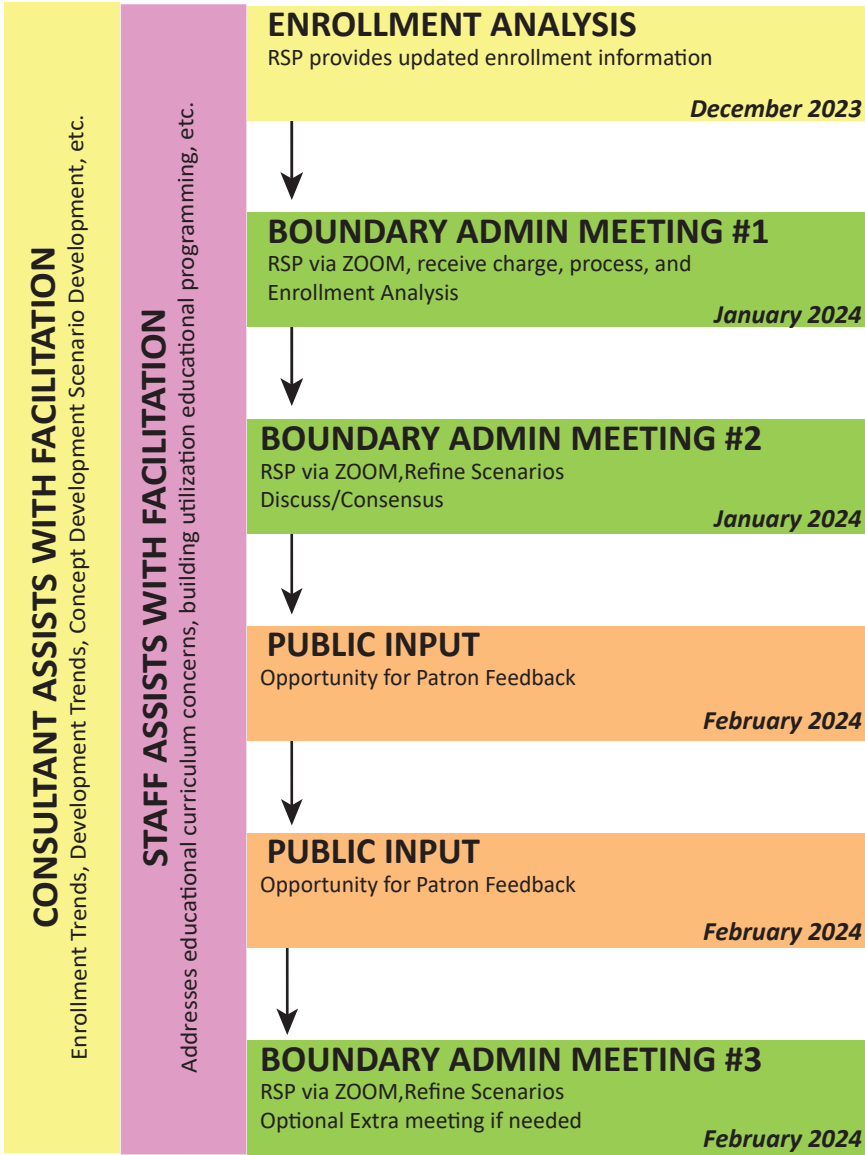 CONSULTANT ASSISTS WITH FACILITATION
Enrollment Trends, Development Trends, Concept Development Scenario Development, etc.
STAFF ASSISTS WITH FACILITATION
Addresses educational curriculum concerns, building utilization educational programming, etc.
ENROLLMENT ANALYSIS
RSP provides updated enrollment information
December 2023
BOUNDARY ADMIN MEETING #1
RSP via ZOOM, receive charge, process, and
Enrollment Analysis
January 2024
BOUNDARY ADMIN MEETING #2
RSP via ZOOM,Refine Scenarios
Discuss/Consensus
January 2024
PUBLIC INPUT
Opportunity for Patron Feedback
February 2024
PUBLIC INPUT
Opportunity for Patron Feedback
February 2024
BOUNDARY ADMIN MEETING #3
RSP via ZOOM,Refine Scenarios
Optional Extra meeting if needed
February 2024